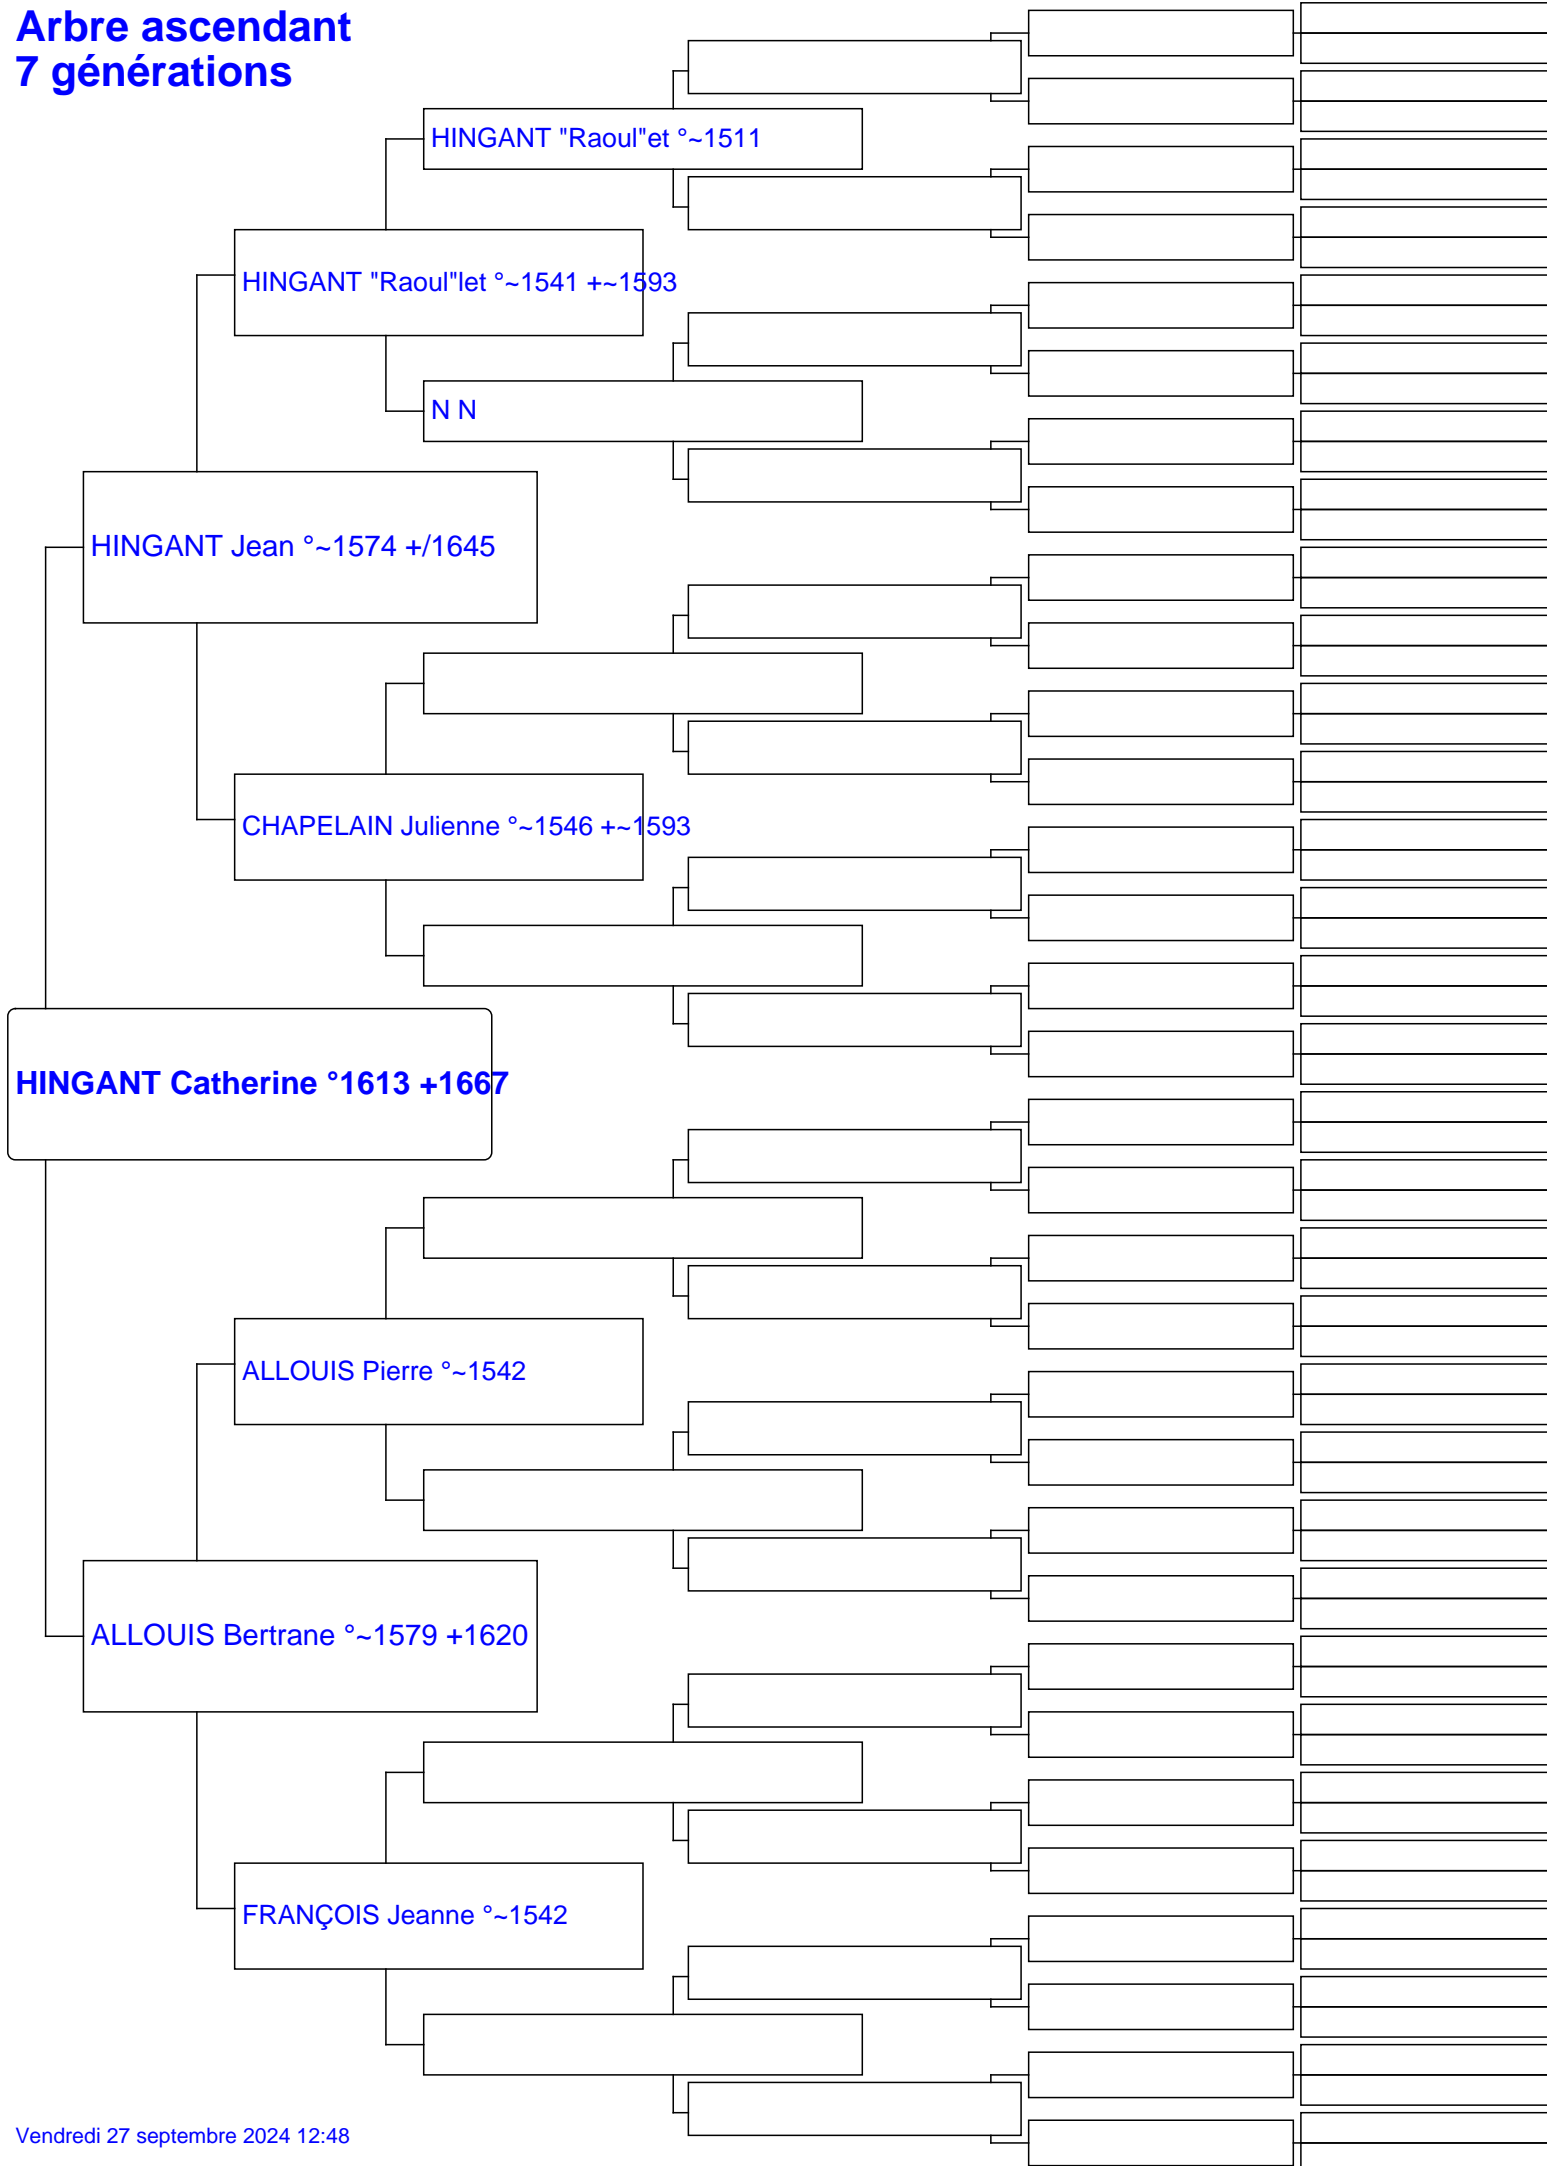 Arbre ascendant
7 générations
HINGANT "Raoul"et °~1511
HINGANT "Raoul"let °~1541 +~1593
N N
HINGANT Jean °~1574 +/1645
CHAPELAIN Julienne °~1546 +~1593
HINGANT Catherine °1613 +1667
ALLOUIS Pierre °~1542
ALLOUIS Bertrane °~1579 +1620
FRANÇOIS Jeanne °~1542
Vendredi 27 septembre 2024 12:48